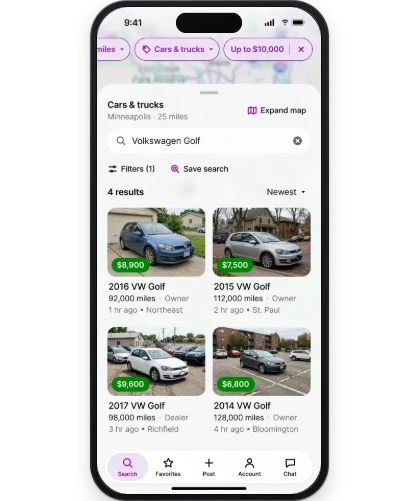 9:41
miles
Cars & trucks
Up to $10,000
Cars & trucks
Minneapolis · 25 miles
Expand map
Volkswagen Golf
Filters (1)
Save search
4 results
Newest
$8,900
$7,500
2016 VW Golf
2015 VW Golf
92,000 miles · Owner
112,000 miles · Owner
1 hr ago • Northeast
2 hr ago • St. Paul
$9,600
$6,800
2017 VW Golf
2014 VW Golf
98,000 miles · Dealer
128,000 miles · Owner
3 hr ago • Richfield
4 hr ago • Bloomington
Search
Favorites
Post
Account
Chat